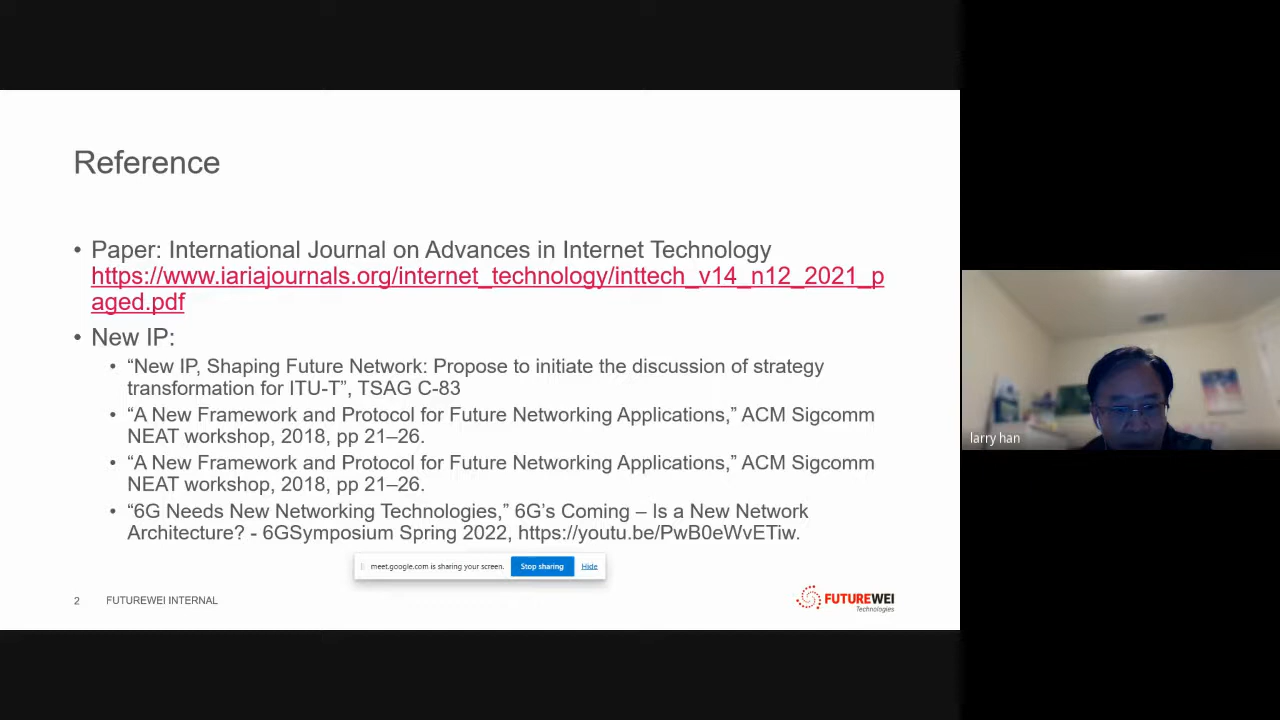 Reference
• Paper: International Journal on Advances in Internet Technology
https://www.iariajournals.org/internet_technology/inttech_v14_n12_2021_p
aged.pdf
• New IP:
• “New IP, Shaping Future Network: Propose to initiate the discussion of strategy
transformation for ITU-T”, TSAG C-83
• “A New Framework and Protocol for Future Networking Applications,” ACM Sigcomm
NEAT workshop, 2018, pp 21–26.
• “A New Framework and Protocol for Future Networking Applications,” ACM Sigcomm
NEAT workshop, 2018, pp 21–26.
• “6G Needs New Networking Technologies,” 6G’s Coming – Is a New Network
Architecture? - 6GSymposium Spring 2022, https://youtu.be/PwB0eWvETiw.
meet.google.com is sharing your screen. Stop sharing Hide
2 FUTUREWEI INTERNAL
FUTUREWEI
Technologies
larry han